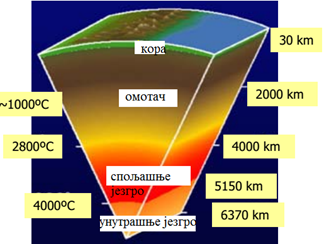 30 km
кора
2000 km
омотач
~1000ºC
2800ºC
4000 km
спољашње
језгро
5150 km
4000ºC
унутрашње језгро
6370 km